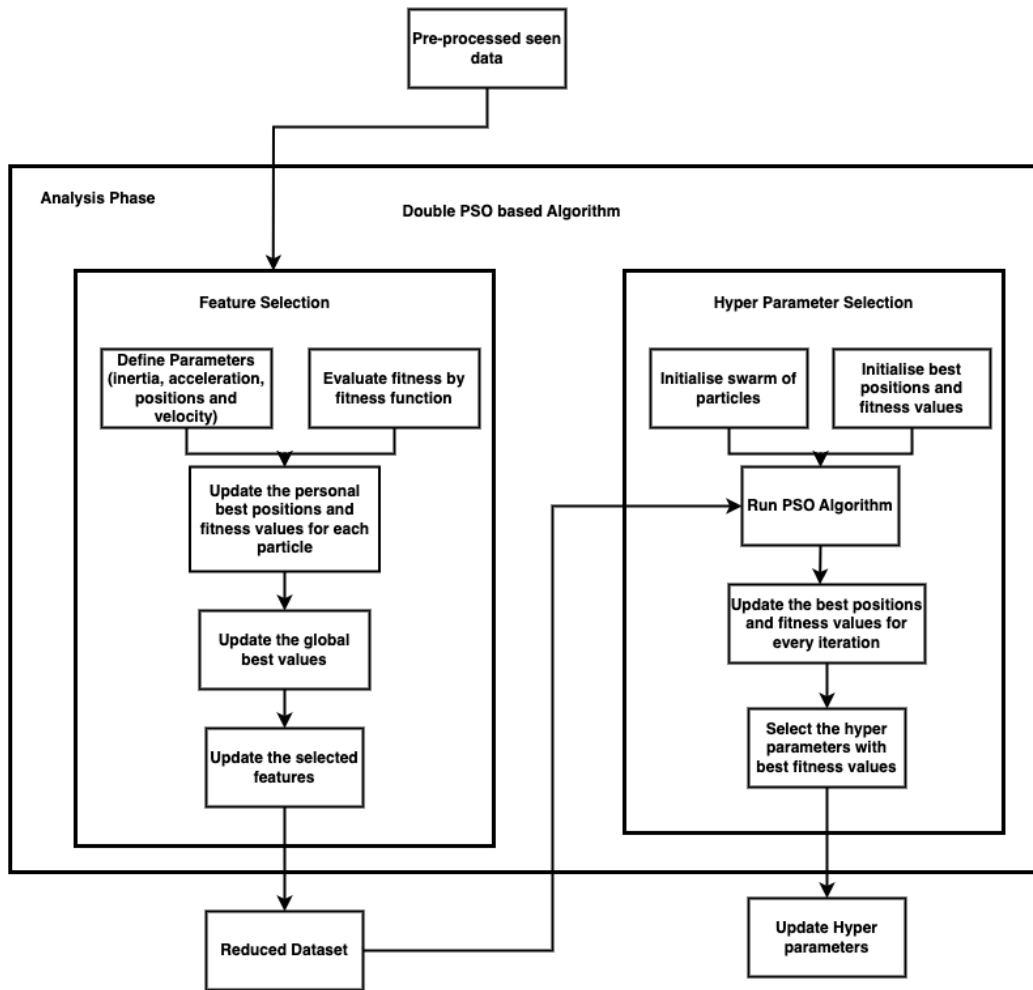 Pre-processed seen
data
Analysis Phase
Double PSO based Algorithm
Feature Selection
Define Parameters
(inertia, acceleration,
positions and
velocity)
Evaluate fitness by
fitness function
Update the personal
best positions and
fitness values for each
particle
Update the global
best values
Update the selected
features
Reduced Dataset
Hyper Parameter Selection
Initialise swarm of
particles
Initialise best
positions and
fitness values
Run PSO Algorithm
Update the best positions
and fitness values for
every iteration
Select the hyper
parameters with
best fitness values
Update Hyper
parameters